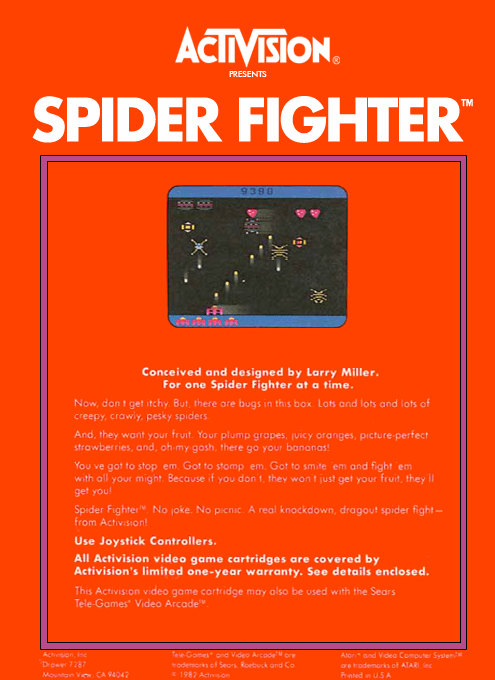 ACTIVISION®
PRESENTS
SPIDER FIGHTER™
9390
Conceived and designed by Larry Miller.
For one Spider Fighter at a time.
Now, don t get itchy. But, there are bugs in this box. Lots and lots and lots of
creepy, crawly, pesky spiders.
And, they want your fruit. Your plump grapes, juicy oranges, picture-perfect
strawberries, and, oh-my-gosh, there go your bananas!
You ve got to stop em. Got to stomp em. Got to smite em and fight em
with all your might. Because if you don t, they won t just get your fruit, they ll
get you!
Spider Fighter™. No joke. No picnic. A real knockdown, dragout spider fight—
from Activision!
Use Joystick Controllers.
All Activision video game cartridges are covered by
Activision's limited one-year warranty. See details enclosed.
This Activision video game cartridge may also be used with the Sears
Tele-Games® Video Arcade™.
Activision, Inc
Drawer 7287
Mountain View, CA 94042
Tele-Games® and Video Arcade™ are
trademarks of Sears, Roebuck and Co
© 1982 Activision
Atari® and Video Computer System™
are trademarks of ATARI, Inc
Printed in U.S.A